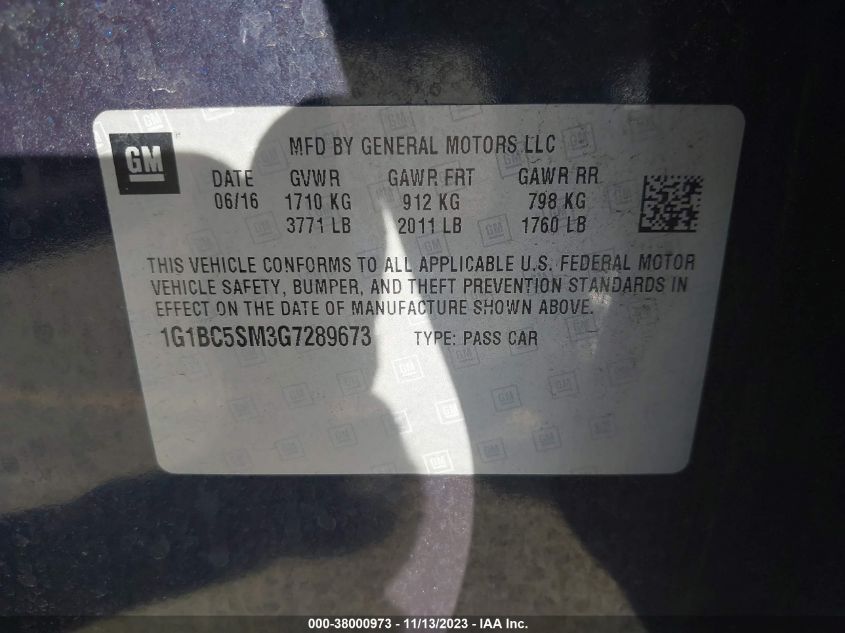 GM
MFD BY GENERAL MOTORS LLC
DATE GVWR GAWR FRT GAWR RR
06/16 1710 KG 912 KG 798 KG
3771 LB 2011 LB 1760 LB
THIS VEHICLE CONFORMS TO ALL APPLICABLE U.S. FEDERAL MOTOR
VEHICLE SAFETY, BUMPER, AND THEFT PREVENTION STANDARDS IN
EFFECT ON THE DATE OF MANUFACTURE SHOWN ABOVE.
1G1BC5SM3G7289673 TYPE: PASS CAR
000-38000973 - 11/13/2023 - IAA Inc.